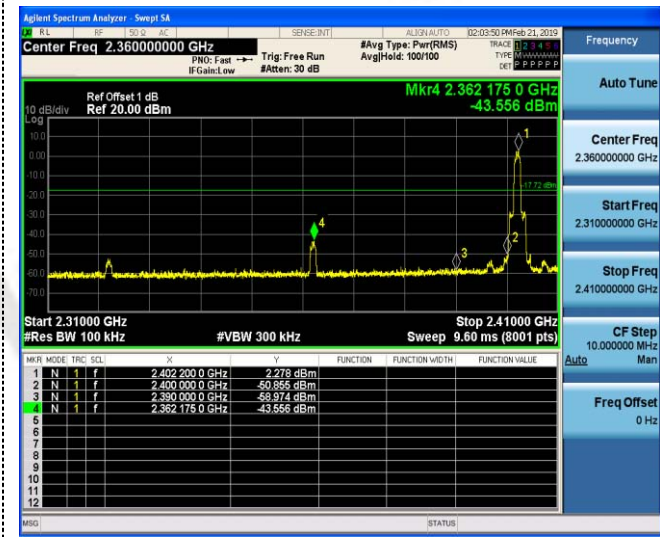 Agilent Spectrum Analyzer - Swept SA
RL RF 50 Ω AC SENSE:INT ALIGN AUTO 02:03:50 PM Feb 21, 2019
Center Freq 2.360000000 GHz
PNO: Fast
IFGain:Low
Trig: Free Run
#Atten: 30 dB
#Avg Type: Pwr(RMS)
Avg|Hold: 100/100
TRACE 1 2 3 4 5 6
TYPE
DET P P P P P P
Mkr4 2.362 175 0 GHz
-43.556 dBm
Ref Offset 1 dB
10 dB/div Ref 20.00 dBm
Log
10.0
0.00
-10.0
-20.0
-30.0
-40.0
-50.0
-60.0
-70.0
1
-17.72 dBm
4
2
3
Start 2.31000 GHz Stop 2.41000 GHz
#Res BW 100 kHz #VBW 300 kHz Sweep 9.60 ms (8001 pts)
MKR MODE TRC SCL X Y FUNCTION FUNCTION WIDTH FUNCTION VALUE
1 N 1 f 2.402 200 0 GHz 2.278 dBm
2 N 1 f 2.400 000 0 GHz -50.855 dBm
3 N 1 f 2.390 000 0 GHz -58.974 dBm
4 N 1 f 2.362 175 0 GHz -43.556 dBm
5
6
7
8
9
10
11
12
MSG STATUS
Frequency
Auto Tune
Center Freq
2.360000000 GHz
Start Freq
2.310000000 GHz
Stop Freq
2.410000000 GHz
CF Step
10.000000 MHz
Auto Man
Freq Offset
0 Hz